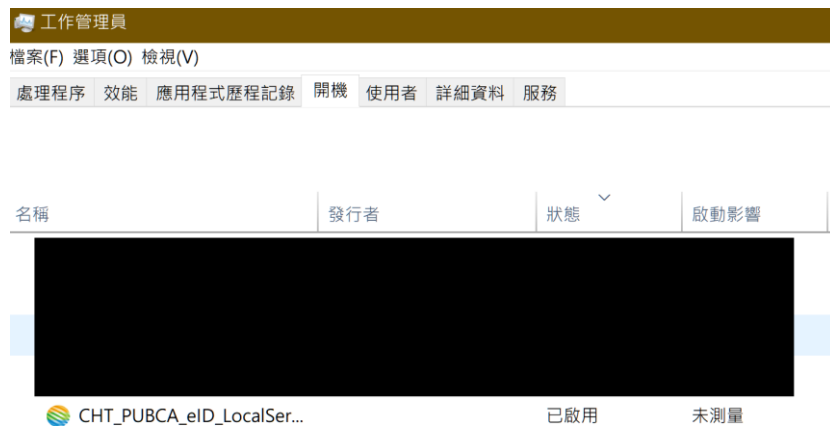 工作管理員
檔案(F) 選項(O) 檢視(V)
處理程序 效能 應用程式歷程記錄 開機 使用者 詳細資料 服務
名稱 發行者 狀態 啟動影響
CHT_PUBCA_eID_LocalSer... 已啟用 未測量